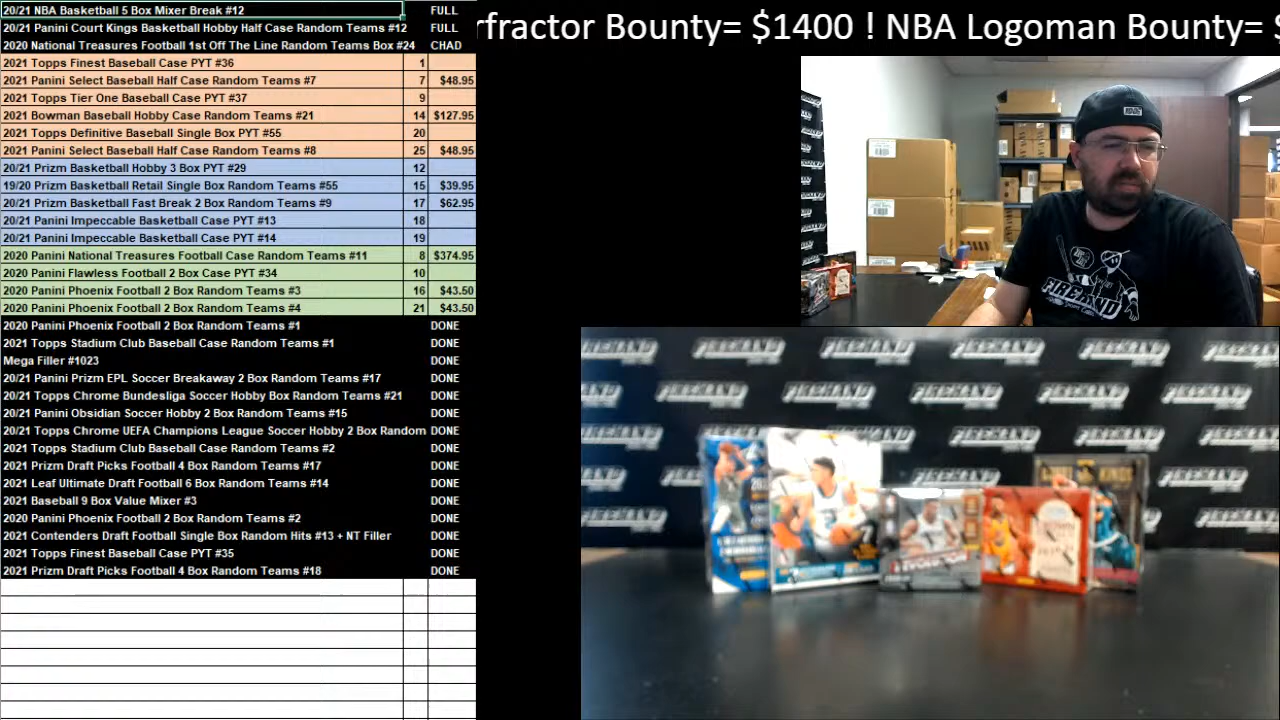 20/21 NBA Basketball 5 Box Mixer Break #12 FULL
20/21 Panini Court Kings Basketball Hobby Half Case Random Teams #12 FULL
2020 National Treasures Football 1st Off The Line Random Teams Box #24 CHAD
2021 Topps Finest Baseball Case PYT #36 1
2021 Panini Select Baseball Half Case Random Teams #7 7 $48.95
2021 Topps Tier One Baseball Case PYT #37 9
2021 Bowman Baseball Hobby Case Random Teams #21 14 $127.95
2021 Topps Definitive Baseball Single Box PYT #55 20
2021 Panini Select Baseball Half Case Random Teams #8 25 $48.95
20/21 Prizm Basketball Hobby 3 Box PYT #29 12
19/20 Prizm Basketball Retail Single Box Random Teams #55 15 $39.95
20/21 Prizm Basketball Fast Break 2 Box Random Teams #9 17 $62.95
20/21 Panini Impeccable Basketball Case PYT #13 18
20/21 Panini Impeccable Basketball Case PYT #14 19
2020 Panini National Treasures Football Case Random Teams #11 8 $374.95
2020 Panini Flawless Football 2 Box Case PYT #34 10
2020 Panini Phoenix Football 2 Box Random Teams #3 16 $43.50
2020 Panini Phoenix Football 2 Box Random Teams #4 21 $43.50
2020 Panini Phoenix Football 2 Box Random Teams #1 DONE
2021 Topps Stadium Club Baseball Case Random Teams #1 DONE
Mega Filler #1023 DONE
20/21 Panini Prizm EPL Soccer Breakaway 2 Box Random Teams #17 DONE
20/21 Topps Chrome Bundesliga Soccer Hobby Box Random Teams #21 DONE
20/21 Panini Obsidian Soccer Hobby 2 Box Random Teams #15 DONE
20/21 Topps Chrome UEFA Champions League Soccer Hobby 2 Box Random DONE
2021 Topps Stadium Club Baseball Case Random Teams #2 DONE
2021 Prizm Draft Picks Football 4 Box Random Teams #17 DONE
2021 Leaf Ultimate Draft Football 6 Box Random Teams #14 DONE
2021 Baseball 9 Box Value Mixer #3 DONE
2020 Panini Phoenix Football 2 Box Random Teams #2 DONE
2021 Contenders Draft Football Single Box Random Hits #13 + NT Filler DONE
2021 Topps Finest Baseball Case PYT #35 DONE
2021 Prizm Draft Picks Football 4 Box Random Teams #18 DONE
rfractor Bounty= $1400 ! NBA Logoman Bounty= $
FIREHAND